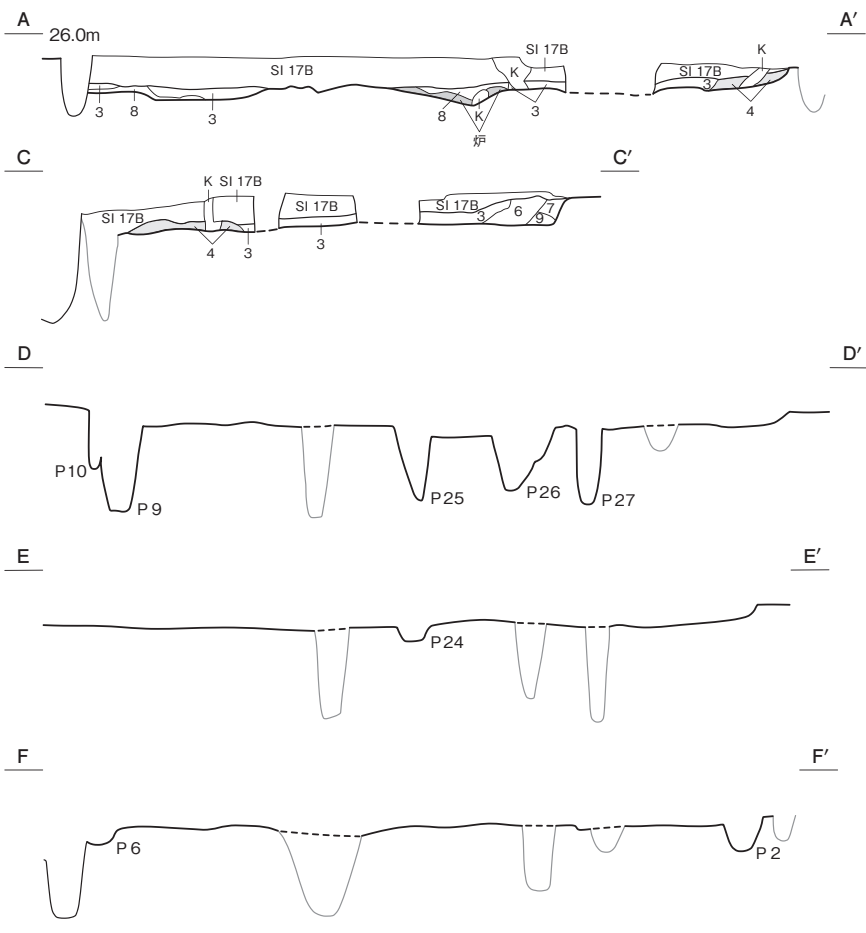 A A′
26.0m
SI 17B
SI 17B
K
K
SI 17B
3
3 8 3 8 K 3 4
炉
C C′
K SI 17B
SI 17B
SI 17B
SI 17B
3 6 7
9
4 3 3
D D′
P10
P9
P25
P26
P27
E E′
P24
F F′
P6
P2